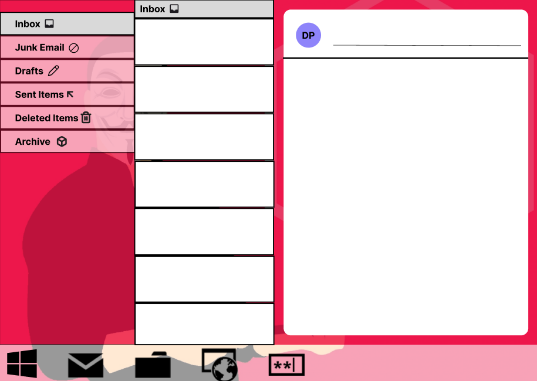 Inbox
Junk Email
Drafts
Sent Items
Deleted Items
Archive
Inbox
DP
**|